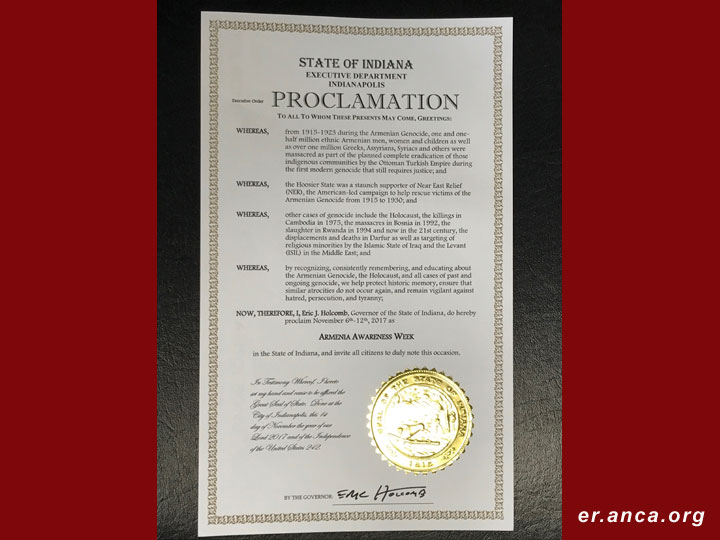 STATE OF INDIANA
EXECUTIVE DEPARTMENT
INDIANAPOLIS
Executive Order PROCLAMATION
TO ALL TO WHOM THESE PRESENTS MAY COME, GREETINGS:
WHEREAS, from 1915-1923 during the Armenian Genocide, one and one-
half million ethnic Armenian men, women and children as well
as over one million Greeks, Assyrians, Syriacs and others were
massacred as part of the planned complete eradication of those
indigenous communities by the Ottoman Turkish Empire during
the first modern genocide that still requires justice; and
WHEREAS, the Hoosier State was a staunch supporter of Near East Relief
(NER), the American-led campaign to help rescue victims of the
Armenian Genocide from 1915 to 1930; and
WHEREAS, other cases of genocide include the Holocaust, the killings in
Cambodia in 1975, the massacres in Bosnia in 1992, the
slaughter in Rwanda in 1994 and now in the 21st century, the
displacements and deaths in Darfur as well as targeting of
religious minorities by the Islamic State of Iraq and the Levant
(ISIL) in the Middle East; and
WHEREAS, by recognizing, consistently remembering, and educating about
the Armenian Genocide, the Holocaust, and all cases of past and
ongoing genocide, we help protect historic memory, ensure that
similar atrocities do not occur again, and remain vigilant against
hatred, persecution, and tyranny;
NOW, THEREFORE, I, Eric J. Holcomb, Governor of the State of Indiana, do hereby
proclaim November 6th-12th, 2017 as
ARMENIA AWARENESS WEEK
in the State of Indiana, and invite all citizens to duly note this occasion.
In Testimony Whereof, I hereto
set my hand and cause to be affixed the
Great Seal of State. Done at the
City of Indianapolis, this 1st
day of November the year of our
Lord 2017 and of the Independence
of the United States 242.
SEAL OF THE STATE OF INDIANA
1816
BY THE GOVERNOR: Eric Holcomb
er.anca.org